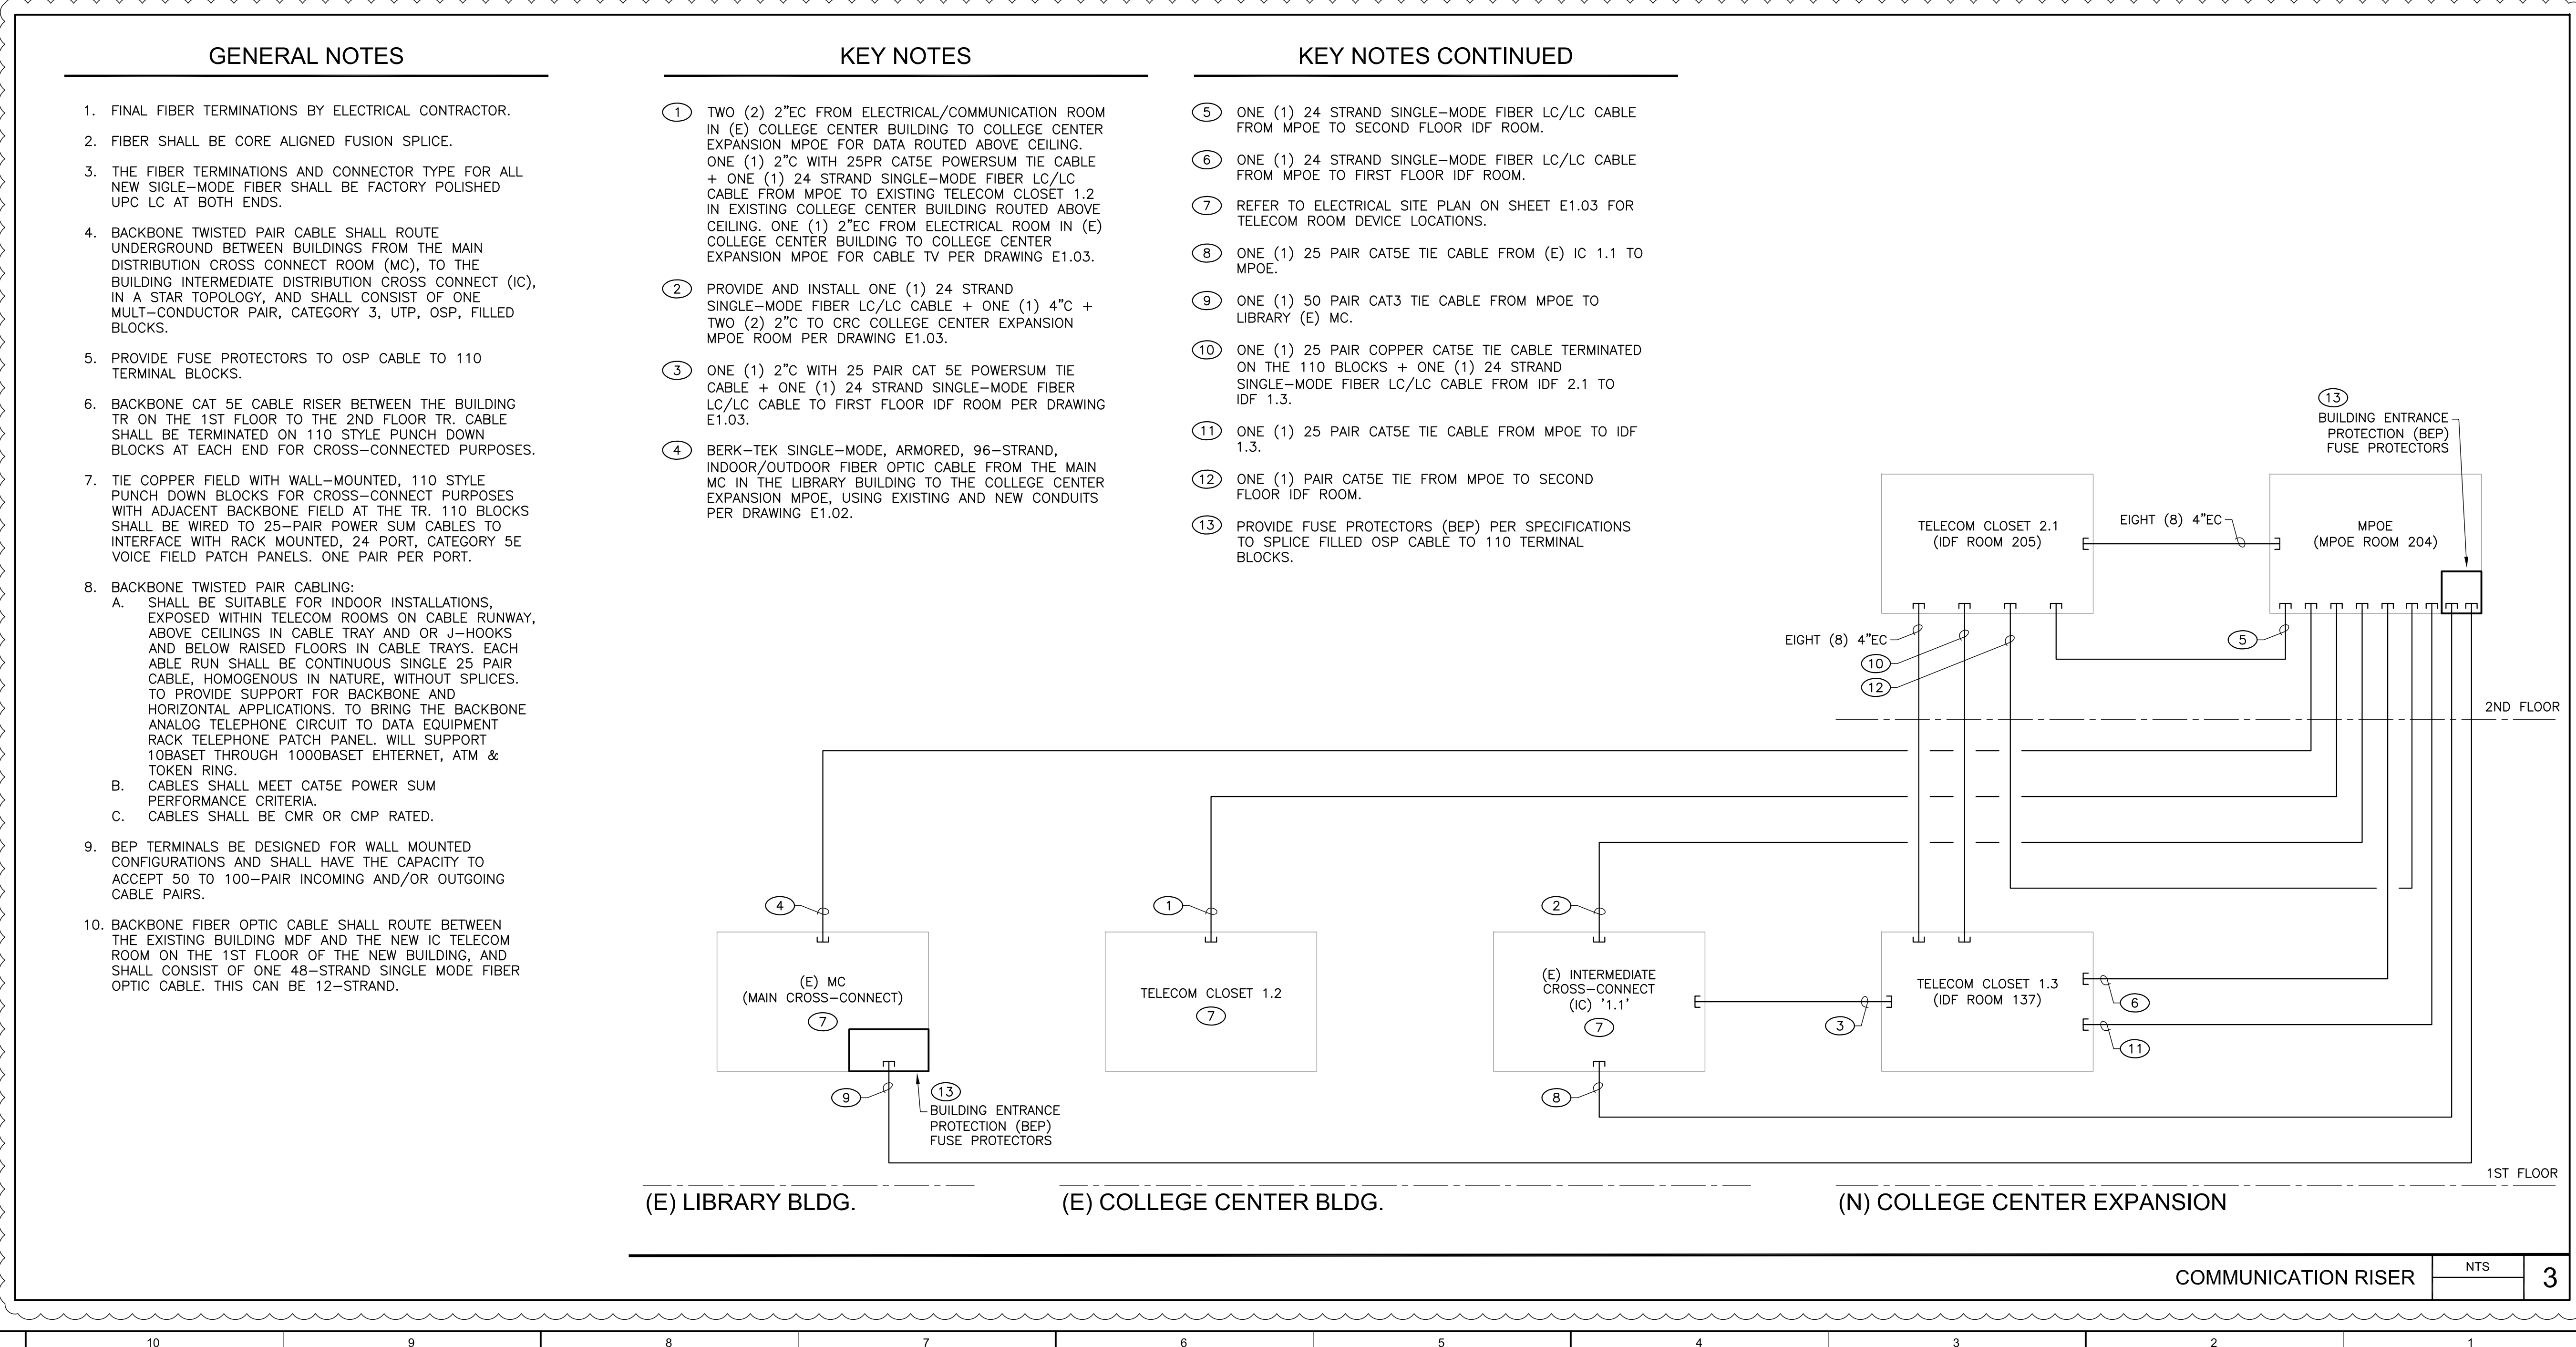 GENERAL NOTES
1. FINAL FIBER TERMINATIONS BY ELECTRICAL CONTRACTOR.
2. FIBER SHALL BE CORE ALIGNED FUSION SPLICE.
3. THE FIBER TERMINATIONS AND CONNECTOR TYPE FOR ALL
NEW SIGLE-MODE FIBER SHALL BE FACTORY POLISHED
UPC LC AT BOTH ENDS.
4. BACKBONE TWISTED PAIR CABLE SHALL ROUTE
UNDERGROUND BETWEEN BUILDINGS FROM THE MAIN
DISTRIBUTION CROSS CONNECT ROOM (MC), TO THE
BUILDING INTERMEDIATE DISTRIBUTION CROSS CONNECT (IC),
IN A STAR TOPOLOGY, AND SHALL CONSIST OF ONE
MULT-CONDUCTOR PAIR, CATEGORY 3, UTP, OSP, FILLED
BLOCKS.
5. PROVIDE FUSE PROTECTORS TO OSP CABLE TO 110
TERMINAL BLOCKS.
6. BACKBONE CAT 5E CABLE RISER BETWEEN THE BUILDING
TR ON THE 1ST FLOOR TO THE 2ND FLOOR TR. CABLE
SHALL BE TERMINATED ON 110 STYLE PUNCH DOWN
BLOCKS AT EACH END FOR CROSS-CONNECTED PURPOSES.
7. TIE COPPER FIELD WITH WALL-MOUNTED, 110 STYLE
PUNCH DOWN BLOCKS FOR CROSS-CONNECT PURPOSES
WITH ADJACENT BACKBONE FIELD AT THE TR. 110 BLOCKS
SHALL BE WIRED TO 25-PAIR POWER SUM CABLES TO
INTERFACE WITH RACK MOUNTED, 24 PORT, CATEGORY 5E
VOICE FIELD PATCH PANELS. ONE PAIR PER PORT.
8. BACKBONE TWISTED PAIR CABLING:
A. SHALL BE SUITABLE FOR INDOOR INSTALLATIONS,
EXPOSED WITHIN TELECOM ROOMS ON CABLE RUNWAY,
ABOVE CEILINGS IN CABLE TRAY AND OR J-HOOKS
AND BELOW RAISED FLOORS IN CABLE TRAYS. EACH
ABLE RUN SHALL BE CONTINUOUS SINGLE 25 PAIR
CABLE, HOMOGENOUS IN NATURE, WITHOUT SPLICES.
TO PROVIDE SUPPORT FOR BACKBONE AND
HORIZONTAL APPLICATIONS. TO BRING THE BACKBONE
ANALOG TELEPHONE CIRCUIT TO DATA EQUIPMENT
RACK TELEPHONE PATCH PANEL. WILL SUPPORT
10BASET THROUGH 1000BASET EHTERNET, ATM &
TOKEN RING.
B. CABLES SHALL MEET CAT5E POWER SUM
PERFORMANCE CRITERIA.
C. CABLES SHALL BE CMR OR CMP RATED.
9. BEP TERMINALS BE DESIGNED FOR WALL MOUNTED
CONFIGURATIONS AND SHALL HAVE THE CAPACITY TO
ACCEPT 50 TO 100-PAIR INCOMING AND/OR OUTGOING
CABLE PAIRS.
10. BACKBONE FIBER OPTIC CABLE SHALL ROUTE BETWEEN
THE EXISTING BUILDING MDF AND THE NEW IC TELECOM
ROOM ON THE 1ST FLOOR OF THE NEW BUILDING, AND
SHALL CONSIST OF ONE 48-STRAND SINGLE MODE FIBER
OPTIC CABLE. THIS CAN BE 12-STRAND.
KEY NOTES
1 TWO (2) 2"EC FROM ELECTRICAL/COMMUNICATION ROOM
IN (E) COLLEGE CENTER BUILDING TO COLLEGE CENTER
EXPANSION MPOE FOR DATA ROUTED ABOVE CEILING.
ONE (1) 2"C WITH 25PR CAT5E POWERSUM TIE CABLE
+ ONE (1) 24 STRAND SINGLE-MODE FIBER LC/LC
CABLE FROM MPOE TO EXISTING TELECOM CLOSET 1.2
IN EXISTING COLLEGE CENTER BUILDING ROUTED ABOVE
CEILING. ONE (1) 2"EC FROM ELECTRICAL ROOM IN (E)
COLLEGE CENTER BUILDING TO COLLEGE CENTER
EXPANSION MPOE FOR CABLE TV PER DRAWING E1.03.
2 PROVIDE AND INSTALL ONE (1) 24 STRAND
SINGLE-MODE FIBER LC/LC CABLE + ONE (1) 4"C +
TWO (2) 2"C TO CRC COLLEGE CENTER EXPANSION
MPOE ROOM PER DRAWING E1.03.
3 ONE (1) 2"C WITH 25 PAIR CAT 5E POWERSUM TIE
CABLE + ONE (1) 24 STRAND SINGLE-MODE FIBER
LC/LC CABLE TO FIRST FLOOR IDF ROOM PER DRAWING
E1.03.
4 BERK-TEK SINGLE-MODE, ARMORED, 96-STRAND,
INDOOR/OUTDOOR FIBER OPTIC CABLE FROM THE MAIN
MC IN THE LIBRARY BUILDING TO THE COLLEGE CENTER
EXPANSION MPOE, USING EXISTING AND NEW CONDUITS
PER DRAWING E1.02.
KEY NOTES CONTINUED
5 ONE (1) 24 STRAND SINGLE-MODE FIBER LC/LC CABLE
FROM MPOE TO SECOND FLOOR IDF ROOM.
6 ONE (1) 24 STRAND SINGLE-MODE FIBER LC/LC CABLE
FROM MPOE TO FIRST FLOOR IDF ROOM.
7 REFER TO ELECTRICAL SITE PLAN ON SHEET E1.03 FOR
TELECOM ROOM DEVICE LOCATIONS.
8 ONE (1) 25 PAIR CAT5E TIE CABLE FROM (E) IC 1.1 TO
MPOE.
9 ONE (1) 50 PAIR CAT3 TIE CABLE FROM MPOE TO
LIBRARY (E) MC.
10 ONE (1) 25 PAIR COPPER CAT5E TIE CABLE TERMINATED
ON THE 110 BLOCKS + ONE (1) 24 STRAND
SINGLE-MODE FIBER LC/LC CABLE FROM IDF 2.1 TO
IDF 1.3.
11 ONE (1) 25 PAIR CAT5E TIE CABLE FROM MPOE TO IDF
1.3.
12 ONE (1) PAIR CAT5E TIE FROM MPOE TO SECOND
FLOOR IDF ROOM.
13 PROVIDE FUSE PROTECTORS (BEP) PER SPECIFICATIONS
TO SPLICE FILLED OSP CABLE TO 110 TERMINAL
BLOCKS.
13
BUILDING ENTRANCE
PROTECTION (BEP)
FUSE PROTECTORS
TELECOM CLOSET 2.1
(IDF ROOM 205)
EIGHT (8) 4"EC
MPOE
(MPOE ROOM 204)
EIGHT (8) 4"EC
10
12
5
2ND FLOOR
4
1
2
(E) MC
(MAIN CROSS-CONNECT)
7
TELECOM CLOSET 1.2
7
(E) INTERMEDIATE
CROSS-CONNECT
(IC) '1.1'
7
3
TELECOM CLOSET 1.3
(IDF ROOM 137)
6
11
9
13
BUILDING ENTRANCE
PROTECTION (BEP)
FUSE PROTECTORS
8
1ST FLOOR
(E) LIBRARY BLDG.
(E) COLLEGE CENTER BLDG.
(N) COLLEGE CENTER EXPANSION
COMMUNICATION RISER
NTS
3
10 9 8 7 6 5 4 3 2 1